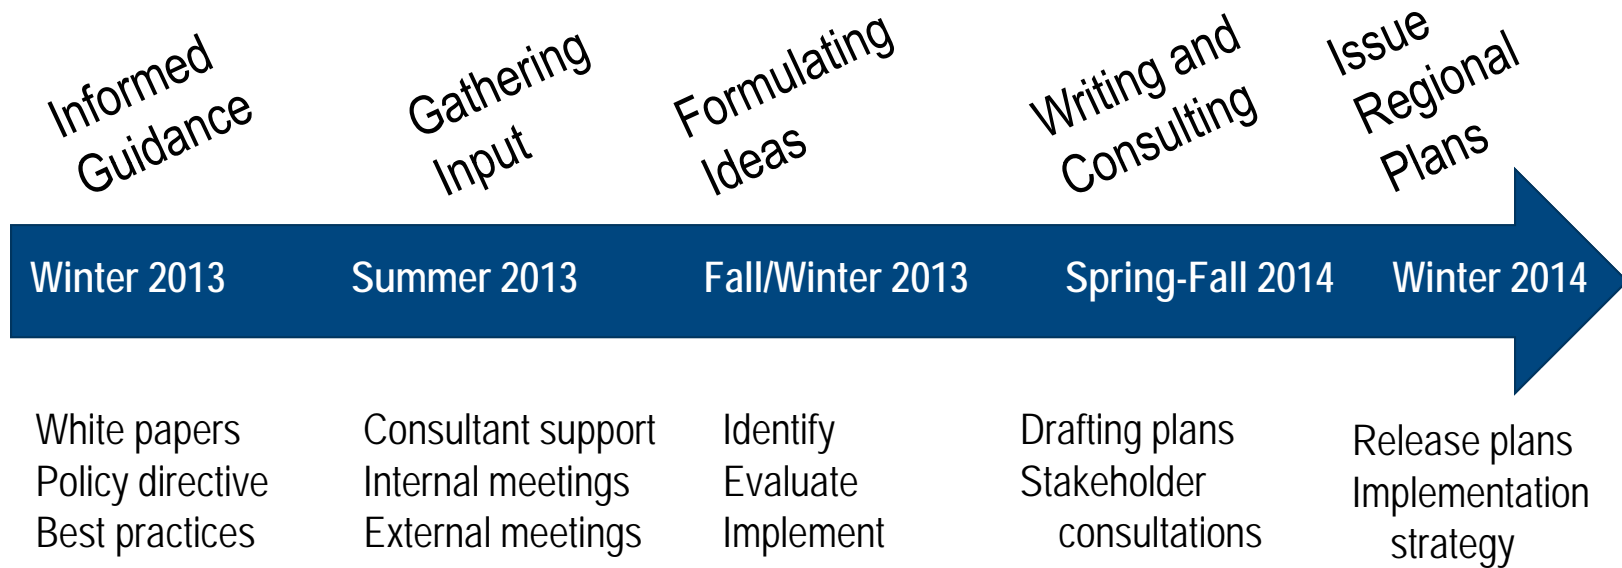 Informed
Guidance
Gathering
Input
Formulating
Ideas
Writing and
Consulting
Issue
Regional
Plans
Winter 2013
Summer 2013
Fall/Winter 2013
Spring-Fall 2014
Winter 2014
White papers
Policy directive
Best practices
Consultant support
Internal meetings
External meetings
Identify
Evaluate
Implement
Drafting plans
Stakeholder
consultations
Release plans
Implementation
strategy